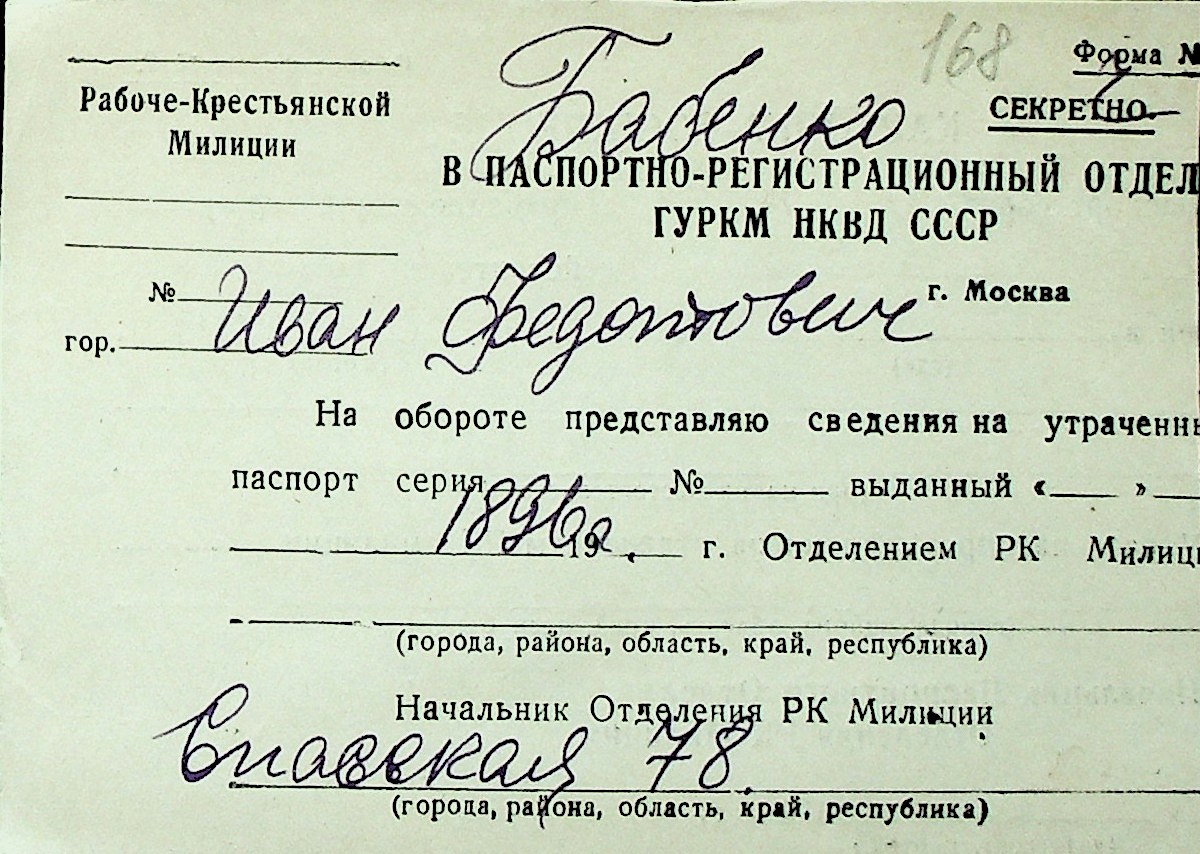 168
Форма №
Рабоче-Крестьянской
Милиции
Бабенко
СЕКРЕТНО.
В ПАСПОРТНО-РЕГИСТРАЦИОННЫЙ ОТДЕЛ
ГУРКМ НКВД СССР
№
г. Москва
гор. Иван Федотович
На обороте представляю сведения на утраченны
паспорт серия № выданный « »
1896 г.
19 г. Отделением РК Милици
(города, района, область, край, республика)
Начальник Отделения РК Милиции
Спасская 78.
(города, района, область, край, республика)